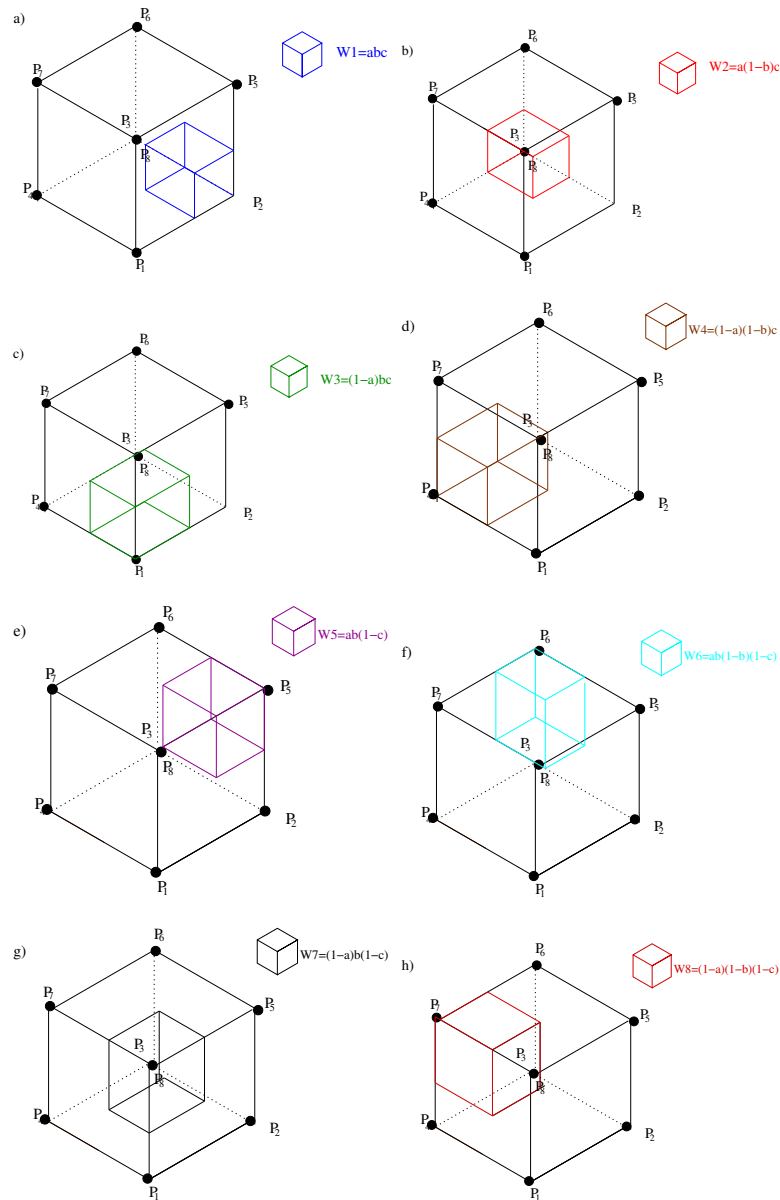 a)
P6
W1=abc
P7
P5
P3
P8
P4
P2
P1
b)
P6
W2=a(1−b)c
P7
P5
P3
P8
P4
P2
P1
c)
P6
W3=(1−a)bc
P7
P5
P3
P8
P4
P2
P1
d)
P6
W4=(1−a)(1−b)c
P7
P5
P3
P8
P4
P2
P1
e)
P6
W5=ab(1−c)
P7
P5
P3
P8
P4
P2
P1
f)
P6
W6=ab(1−b)(1−c)
P7
P5
P3
P8
P4
P2
P1
g)
P6
W7=(1−a)b(1−c)
P7
P5
P3
P8
P4
P2
P1
h)
P6
W8=(1−a)(1−b)(1−c)
P7
P5
P3
P8
P4
P2
P1